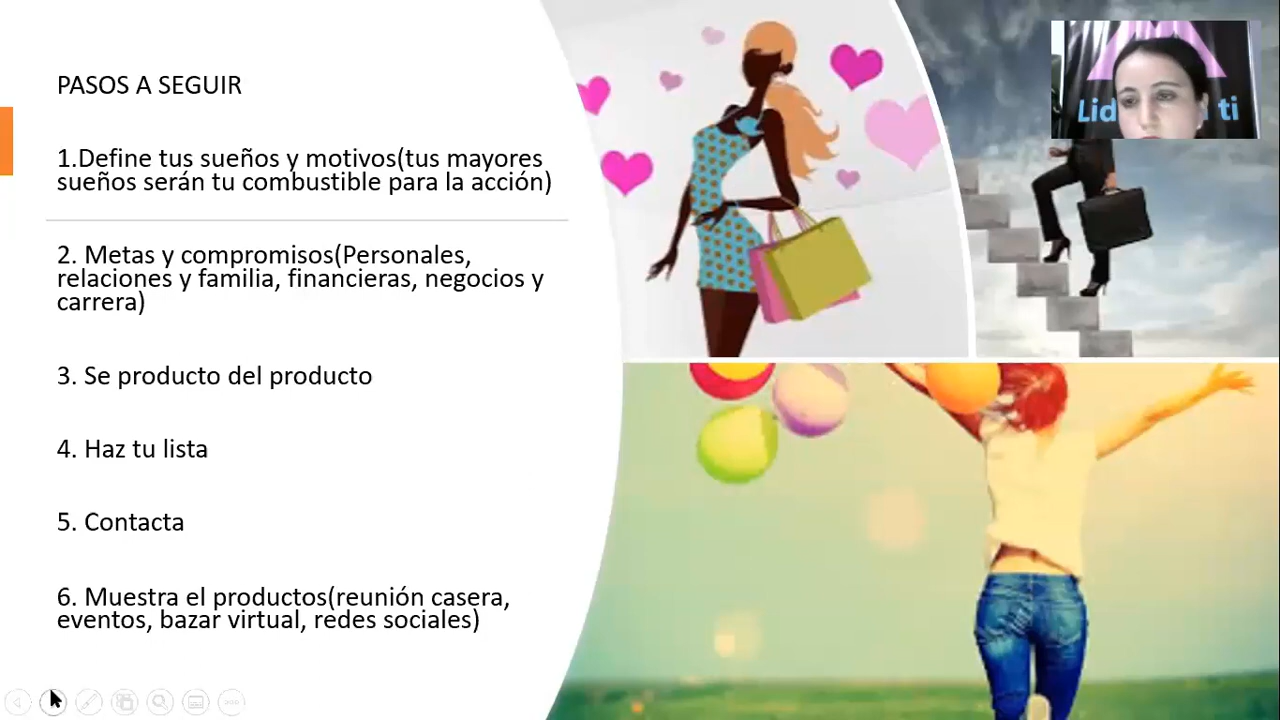 PASOS A SEGUIR
1.Define tus sueños y motivos(tus mayores
sueños serán tu combustible para la acción)
2. Metas y compromisos(Personales,
relaciones y familia, financieras, negocios y
carrera)
3. Se producto del producto
4. Haz tu lista
5. Contacta
6. Muestra el productos(reunión casera,
eventos, bazar virtual, redes sociales)
Lid ti